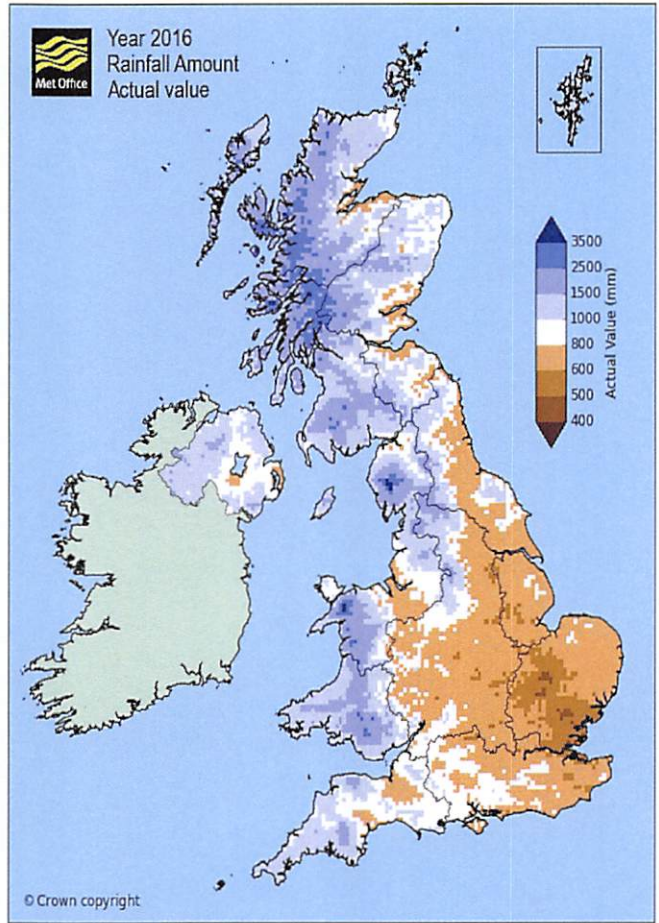 Year 2016
Rainfall Amount
Actual value
Met Office
3500
2500
1500
1000
800
600
500
400
Actual Value (mm)
© Crown copyright